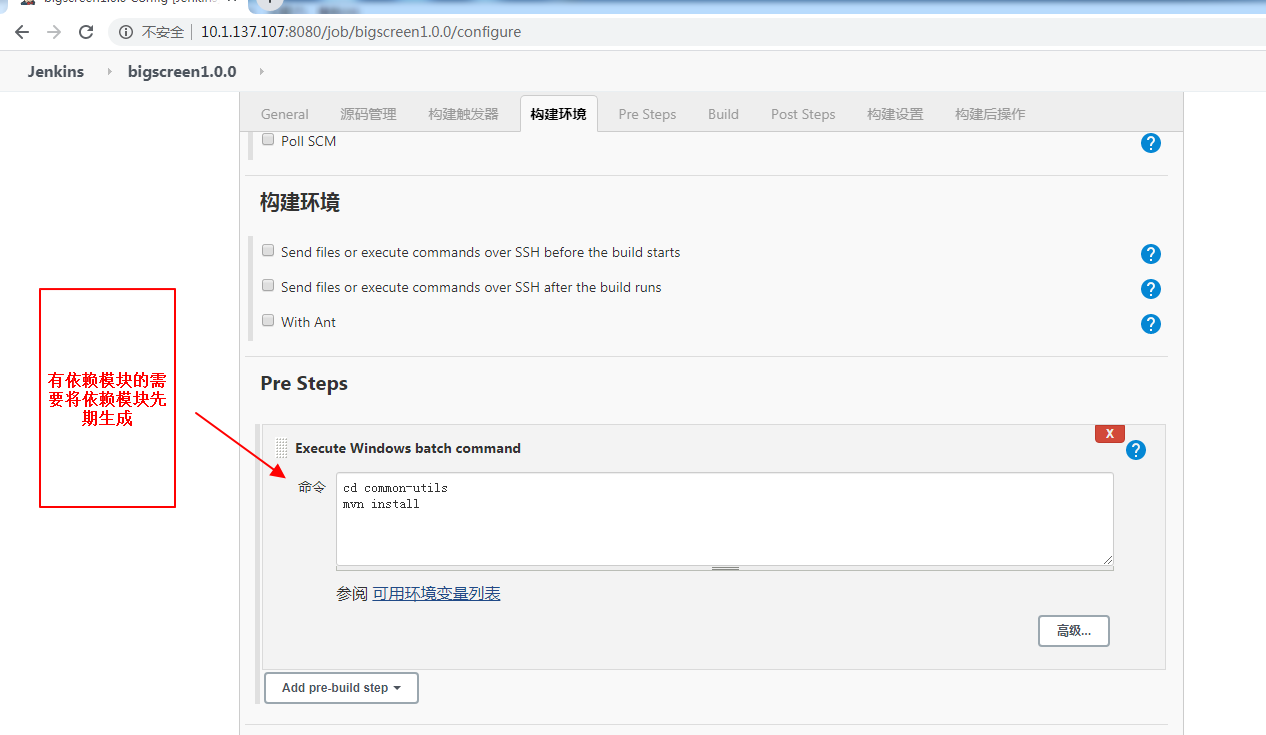 不安全 10.1.137.107:8080/job/bigscreen1.0.0/configure
Jenkins bigscreen1.0.0
General 源码管理 构建触发器 构建环境 Pre Steps Build Post Steps 构建设置 构建后操作
Poll SCM
构建环境
Send files or execute commands over SSH before the build starts
Send files or execute commands over SSH after the build runs
With Ant
有依赖模块的需
要将依赖模块先
期生成
Pre Steps
X
Execute Windows batch command
命令
cd common-utils
mvn install
参阅 可用环境变量列表
高级...
Add pre-build step